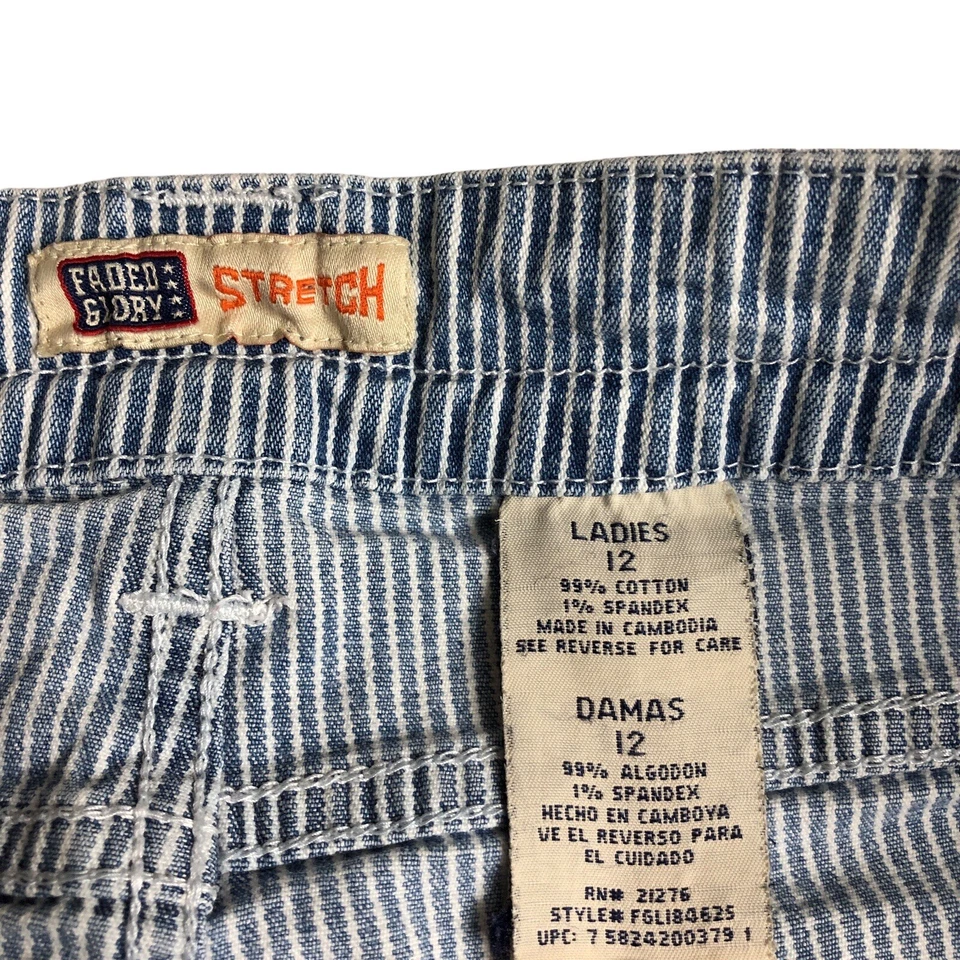 FADED
GLORY
STRETCH
LADIES
12
99% COTTON
1% SPANDEX
MADE IN CAMBODIA
SEE REVERSE FOR CARE
DAMAS
12
99% ALGODON
1% SPANDEX
HECHO EN CAMBOYA
VE EL REVERSO PARA
EL CUIDADO
RN# 21276
STYLE# FGL184625
UPC: 7 5824200379 1